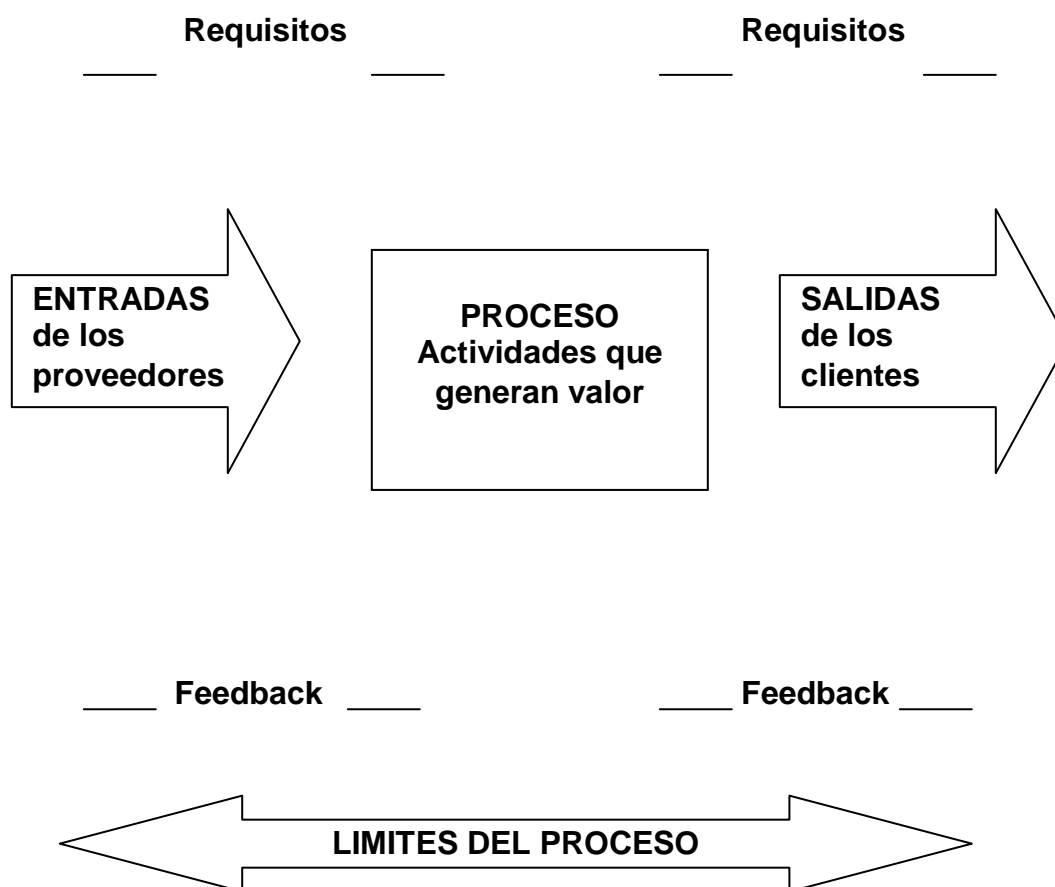 Requisitos
Requisitos
ENTRADAS
de los
proveedores
PROCESO
Actividades que
generan valor
SALIDAS
de los
clientes
Feedback
Feedback
LIMITES DEL PROCESO